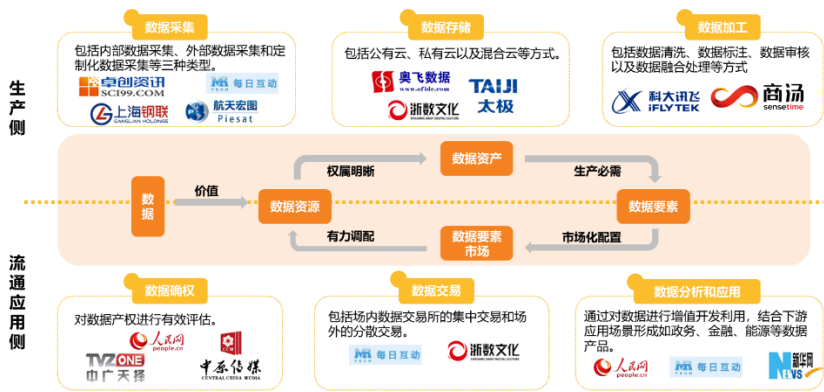 数据采集
包括内部数据采集、外部数据采集和定
制化数据采集等三种类型。
卓创资讯
SCI99.COM
每日互动
上海钢联
GANGLIAN HOLDINGS
航天宏图
Piesat
数据存储
包括公有云、私有云以及混合云等方式。
奥飞数据
www.ofidc.com
TAIJI
太极
浙数文化
数据加工
包括数据清洗、数据标注、数据审核
以及数据融合处理等方式
科大讯飞
iFLYTEK
商汤
sensetime
生产侧
数据
价值
数据资源
权属明晰
数据资产
生产必需
数据要素
市场化配置
数据要素
市场
有力调配
流通应用侧
数据确权
对数据产权进行有效评估。
人民网
people.cn
TVZONE
中广天择
中原传媒
CENTRAL CHINA MEDIA
数据交易
包括场内数据交易所的集中交易和场
外的分散交易。
每日互动
浙数文化
数据分析和应用
通过对数据进行增值开发利用，结合下游
应用场景形成如政务、金融、能源等数据
产品。
人民网
people.cn
每日互动
新华网
NEWS